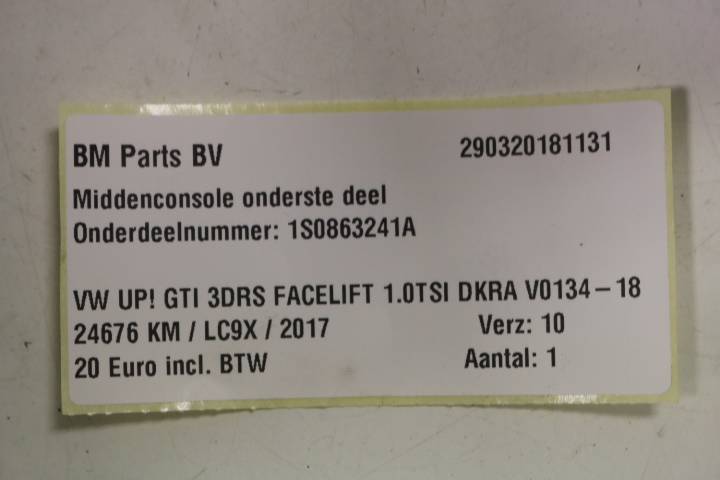 BM Parts BV 290320181131
Middenconsole onderste deel
Onderdeelnummer: 1S0863241A
VW UP! GTI 3DRS FACELIFT 1.0TSI DKRA V0134-18
24676 KM / LC9X / 2017 Verz: 10
20 Euro incl. BTW Aantal: 1